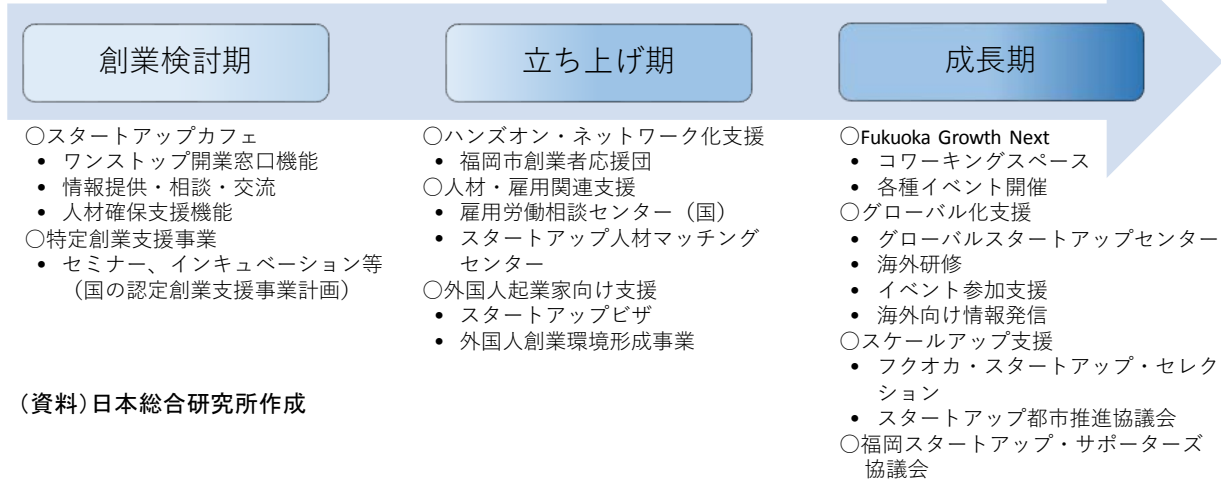 創業検討期
○スタートアップカフェ
• ワンストップ開業窓口機能
• 情報提供・相談・交流
• 人材確保支援機能
○特定創業支援事業
• セミナー、インキュベーション等
（国の認定創業支援事業計画）
立ち上げ期
○ハンズオン・ネットワーク化支援
• 福岡市創業者応援団
○人材・雇用関連支援
• 雇用労働相談センター（国）
• スタートアップ人材マッチング
センター
○外国人起業家向け支援
• スタートアップビザ
• 外国人創業環境形成事業
成長期
○Fukuoka Growth Next
• コワーキングスペース
• 各種イベント開催
○グローバル化支援
• グローバルスタートアップセンター
• 海外研修
• イベント参加支援
• 海外向け情報発信
○スケールアップ支援
• フクオカ・スタートアップ・セレク
ション
• スタートアップ都市推進協議会
○福岡スタートアップ・サポーターズ
協議会
（資料）日本総合研究所作成